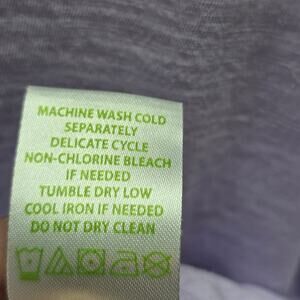 MACHINE WASH COLD
SEPARATELY
DELICATE CYCLE
NON-CHLORINE BLEACH
IF NEEDED
TUMBLE DRY LOW
COOL IRON IF NEEDED
DO NOT DRY CLEAN